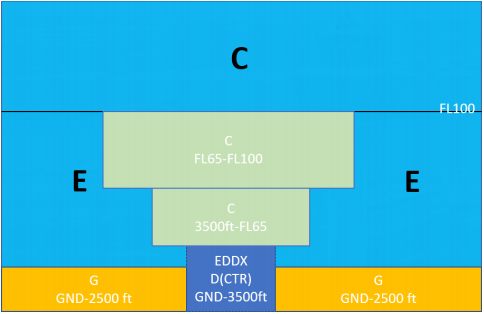 C
FL100
C
FL65-FL100
E
E
C
3500ft-FL65
EDDX
D(CTR)
GND-3500ft
G
GND-2500 ft
G
GND-2500 ft